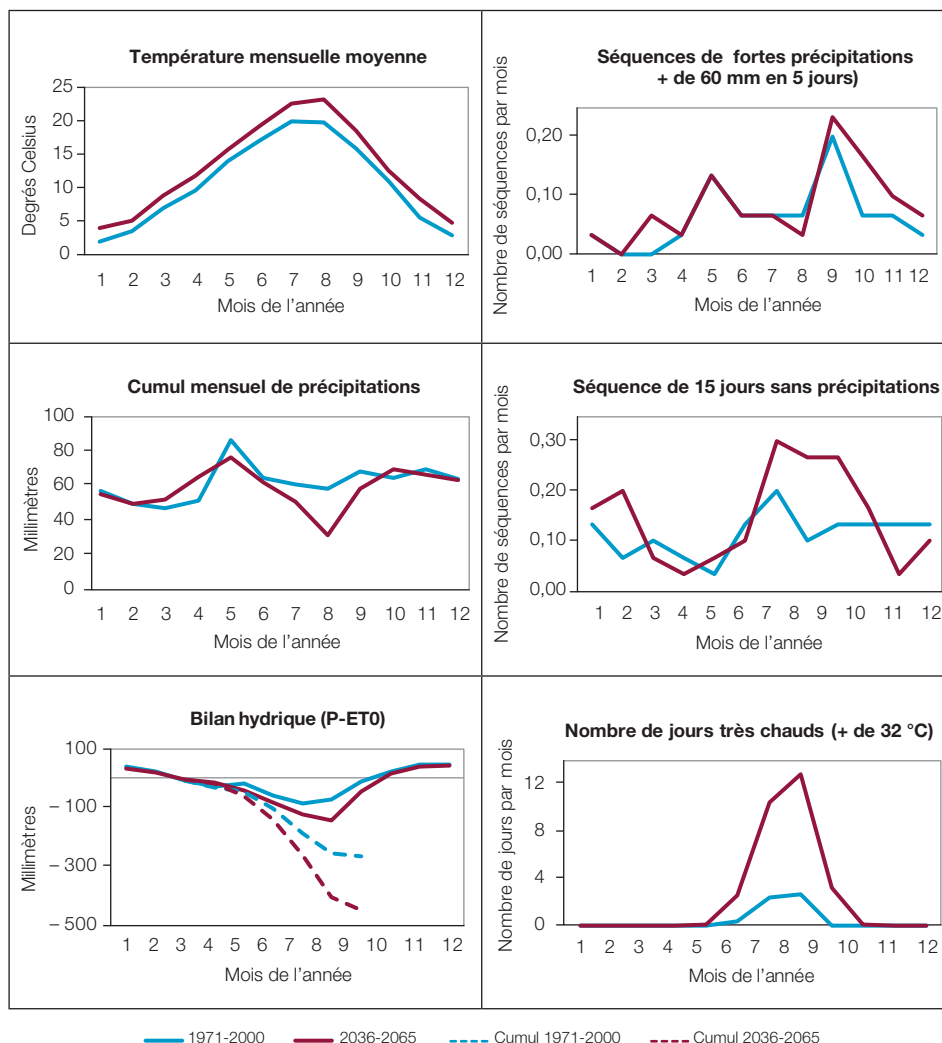 Température mensuelle moyenne
Degrés Celsius
25
20
15
10
5
0
1 2 3 4 5 6 7 8 9 10 11 12
Mois de l'année
Séquences de fortes précipitations
+ de 60 mm en 5 jours)
Nombre de séquences par mois
0,20
0,10
0,00
1 2 3 4 5 6 7 8 9 10 11 12
Mois de l'année
Cumul mensuel de précipitations
Millimètres
100
80
60
40
20
0
1 2 3 4 5 6 7 8 9 10 11 12
Mois de l'année
Séquence de 15 jours sans précipitations
Nombre de séquences par mois
0,30
0,20
0,10
0,00
1 2 3 4 5 6 7 8 9 10 11 12
Mois de l'année
Bilan hydrique (P-ET0)
Millimètres
100
– 100
– 300
– 500
1 2 3 4 5 6 7 8 9 10 11 12
Mois de l'année
Nombre de jours très chauds (+ de 32 °C)
Nombre de jours par mois
12
8
4
0
1 2 3 4 5 6 7 8 9 10 11 12
Mois de l'année
1971-2000 2036-2065 Cumul 1971-2000 Cumul 2036-2065